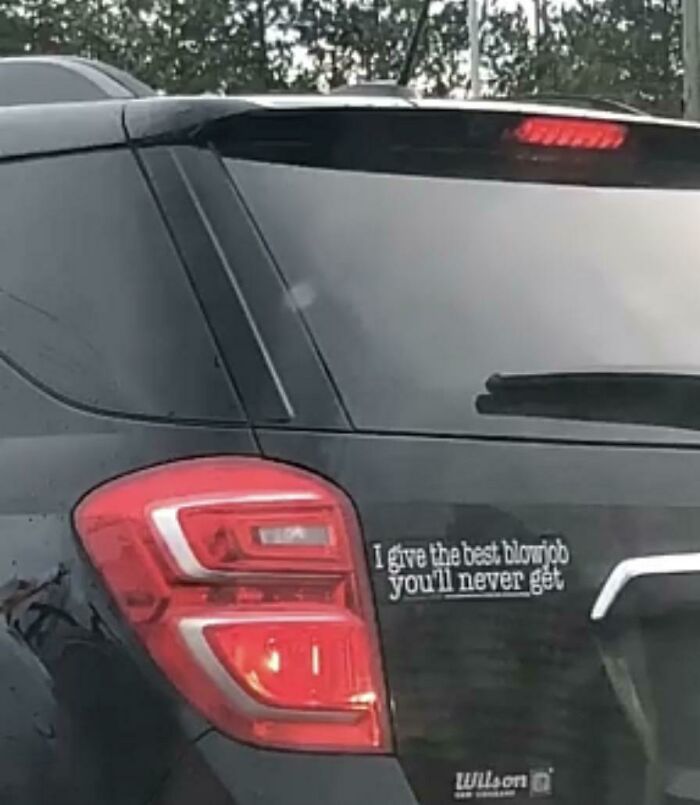 I give the best blowjob
you'll never get
Wilson